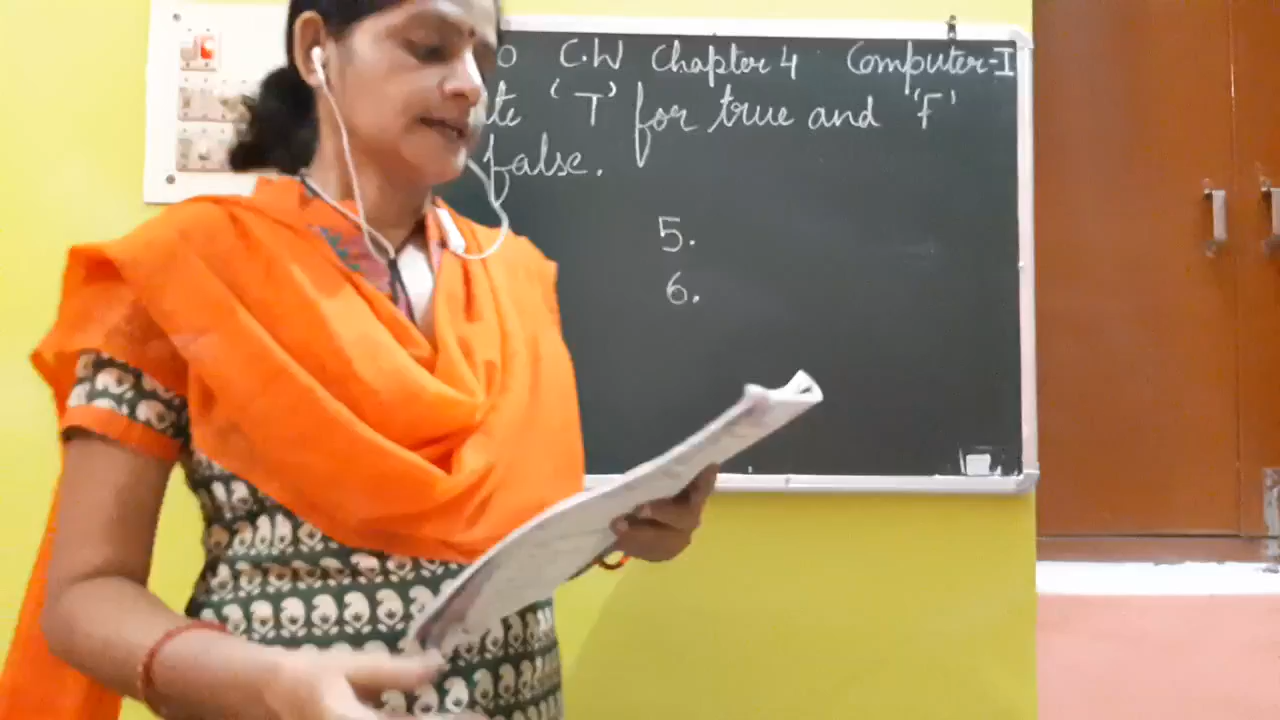 C.W Chapter 4 Computer-I
'T' for true and 'F'
false.
5.
6.